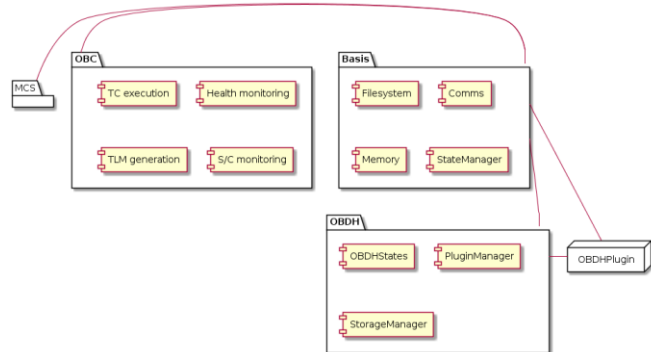 OBC
Basis
MCS
TC execution
Health monitoring
Filesystem
Comms
TLM generation
S/C monitoring
Memory
StateManager
OBDH
OBDHStates
PluginManager
OBDHPlugin
StorageManager